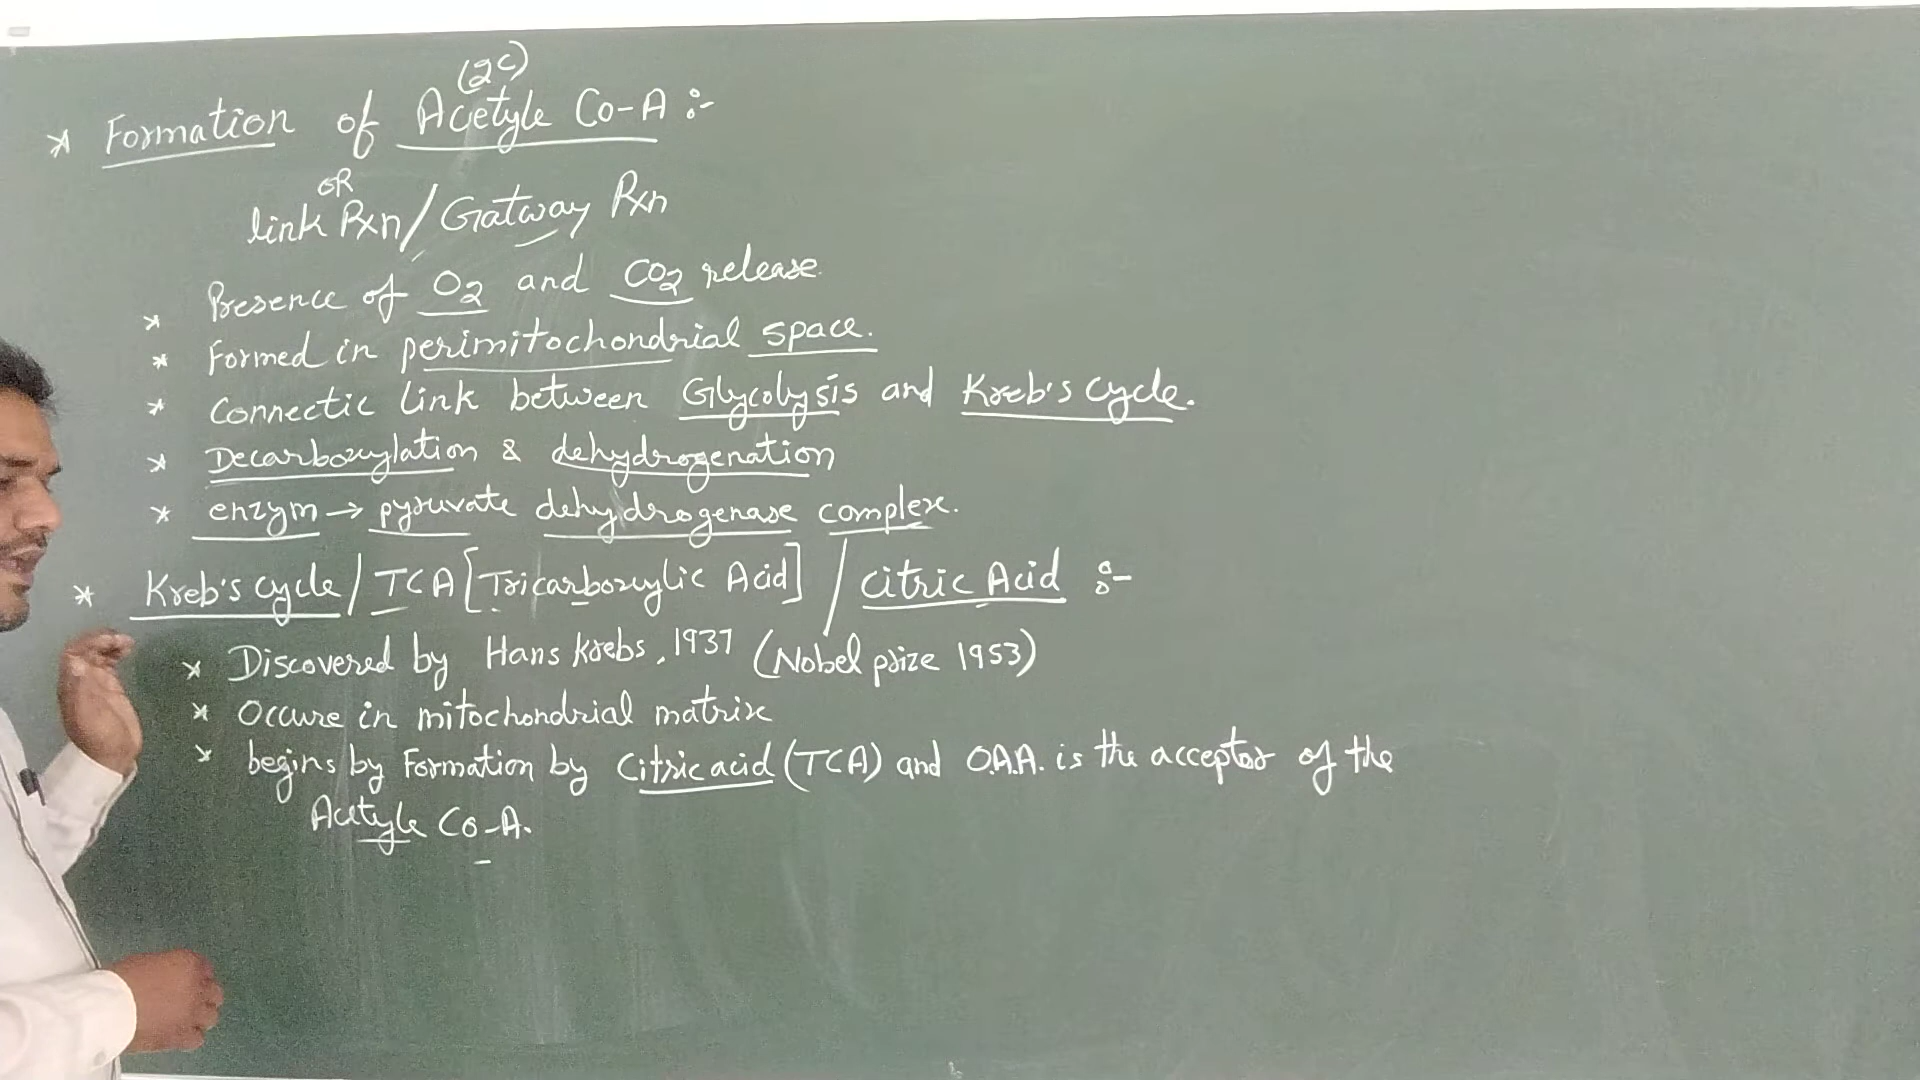 (2C)
* Formation of Acetyle Co-A :-
OR
link Rxn/Gatway Rxn
* Presence of O2 and CO2 release.
* Formed in perimitochondrial space.
* Connectic link between Glycolysis and Kreb's cycle.
* Decarboxylation & dehydrogenation
* enzym → pyruvate dehydrogenase complex.
* Kreb's cycle/TCA[Tricarboxylic Acid] / Citric Acid :-
* Discovered by Hans Krebs, 1937 (Nobel prize 1953)
* Occure in mitochondrial matrix
* begins by Formation by Citric acid (TCA) and O.A.A. is the acceptor of the
Acetyle Co-A.